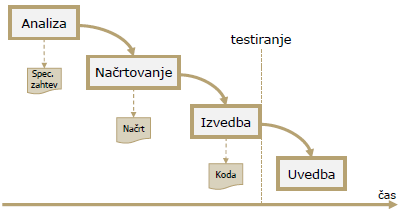 Analiza
testiranje
Spec.
zahtev
Načrtovanje
Načrt
Izvedba
Koda
Uvedba
čas